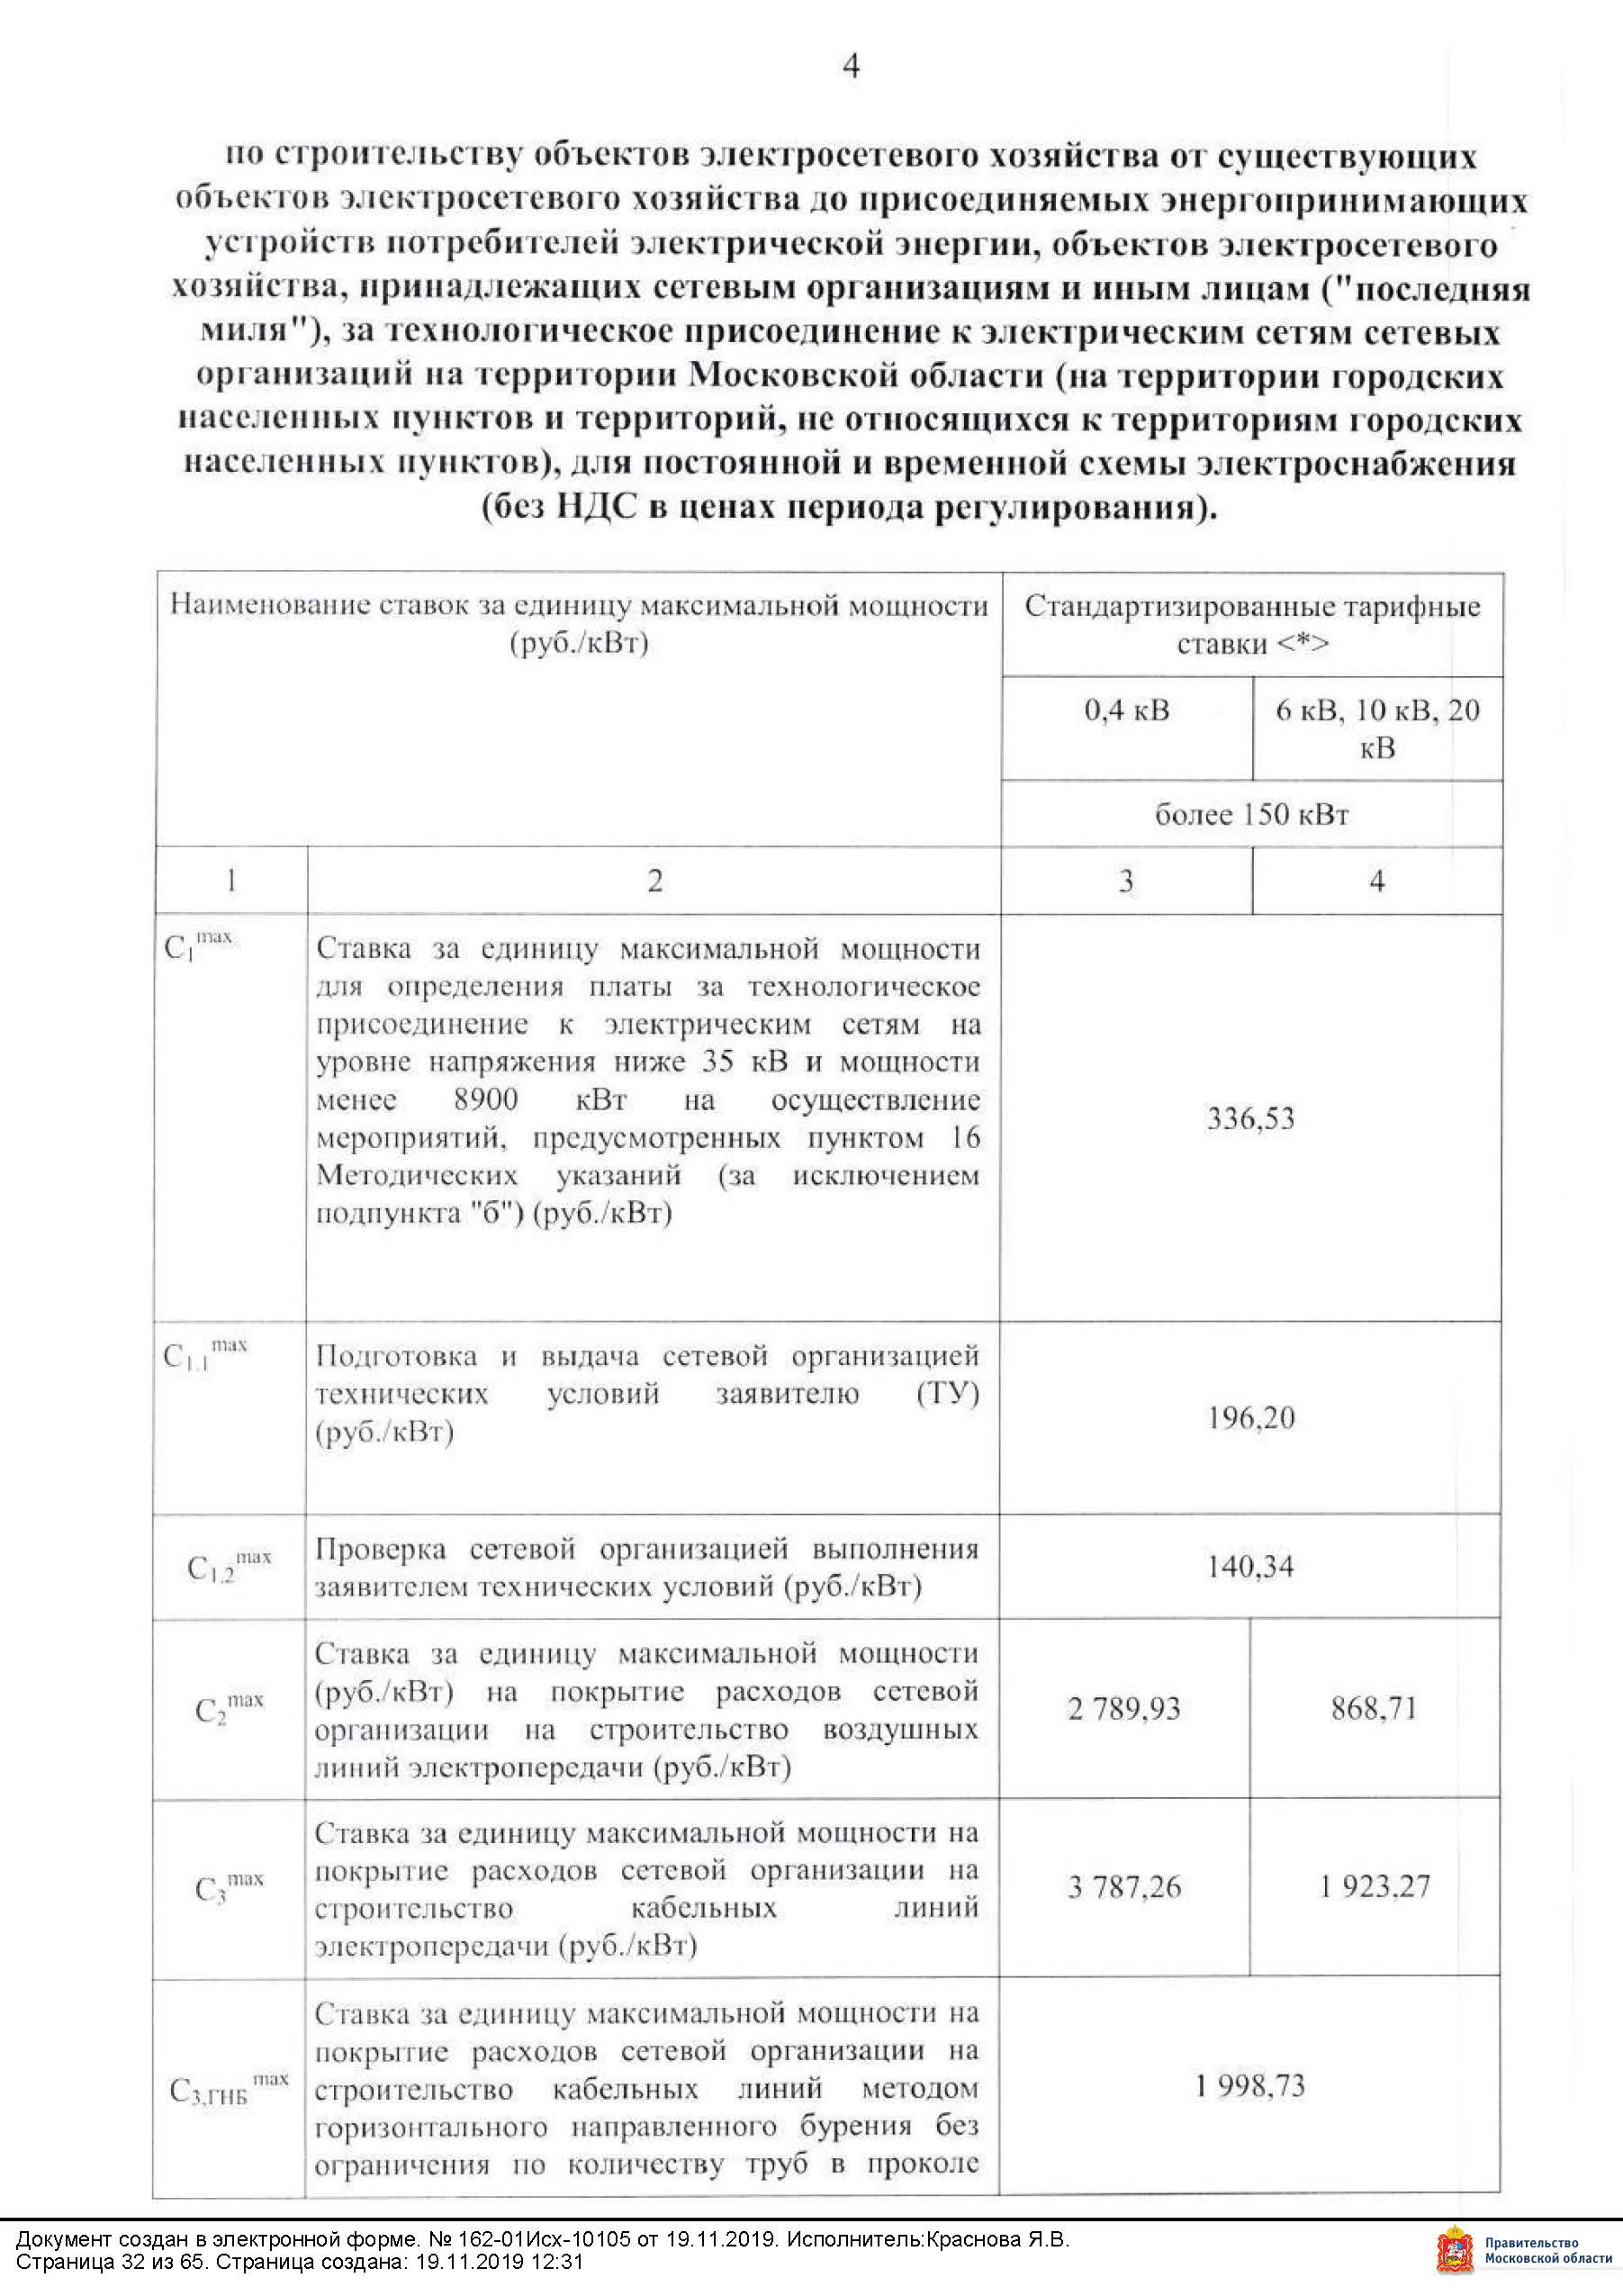 4
по строительству объектов электросетевого хозяйства от существующих
объектов электросетевого хозяйства до присоединяемых энергопринимающих
устройств потребителей электрической энергии, объектов электросетевого
хозяйства, принадлежащих сетевым организациям и иным лицам ("последняя
миля"), за технологическое присоединение к электрическим сетям сетевых
организаций на территории Московской области (на территории городских
населенных пунктов и территорий, не относящихся к территориям городских
населенных пунктов), для постоянной и временной схемы электроснабжения
(без НДС в ценах периода регулирования).
Наименование ставок за единицу максимальной мощности
(руб./кВт)
Стандартизированные тарифные
ставки <*>
0,4 кВ
6 кВ, 10 кВ, 20
кВ
более 150 кВт
1 2 3 4
C1 max
Ставка за единицу максимальной мощности
для определения платы за технологическое
присоединение к электрическим сетям на
уровне напряжения ниже 35 кВ и мощности
менее 8900 кВт на осуществление
мероприятий, предусмотренных пунктом 16
Методических указаний (за исключением
подпункта "б") (руб./кВт)
336,53
C1.1 max
Подготовка и выдача сетевой организацией
технических условий заявителю (ТУ)
(руб./кВт)
196,20
C1.2 max
Проверка сетевой организацией выполнения
заявителем технических условий (руб./кВт)
140,34
C2 max
Ставка за единицу максимальной мощности
(руб./кВт) на покрытие расходов сетевой
организации на строительство воздушных
линий электропередачи (руб./кВт)
2 789,93
868,71
C3 max
Ставка за единицу максимальной мощности на
покрытие расходов сетевой организации на
строительство кабельных линий
электропередачи (руб./кВт)
3 787,26
1 923,27
C3,ГНБ max
Ставка за единицу максимальной мощности на
покрытие расходов сетевой организации на
строительство кабельных линий методом
горизонтального направленного бурения без
ограничения по количеству труб в проколе
1 998,73
Документ создан в электронной форме. № 162-01Исх-10105 от 19.11.2019. Исполнитель:Краснова Я.В.
Страница 32 из 65. Страница создана: 19.11.2019 12:31
Правительство
Московской области